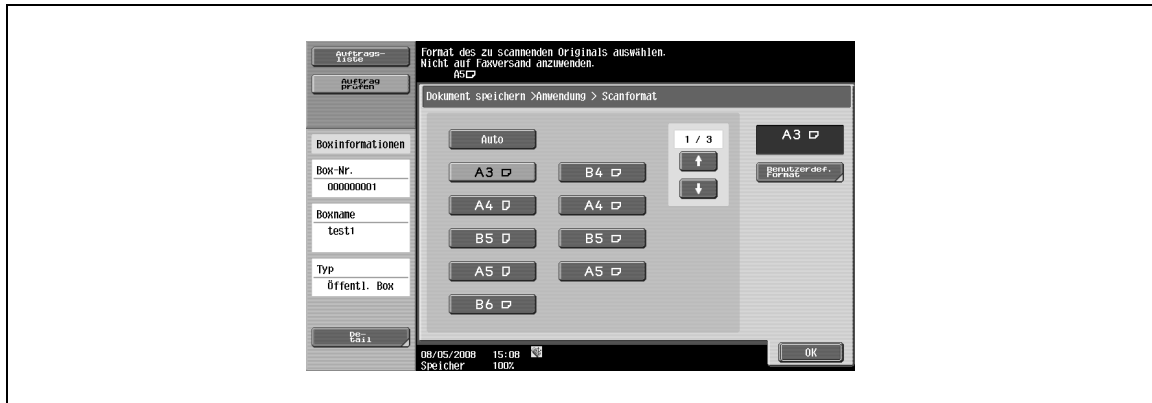 Auftrags-
liste
Auftrag
prüfen
Format des zu scannenden Originals auswählen.
Nicht auf Faxversand anzuwenden.
A5
Dokument speichern >Anwendung > Scanformat
Boxinformationen
Box-Nr.
000000001
Boxname
test1
Typ
Öffentl. Box
De-
tail
Auto
A3 B4
A4 A4
B5 B5
A5 A5
B6
1 / 3
A3
Benutzerdef.
Format
08/05/2008 15:08
Speicher 100%
OK